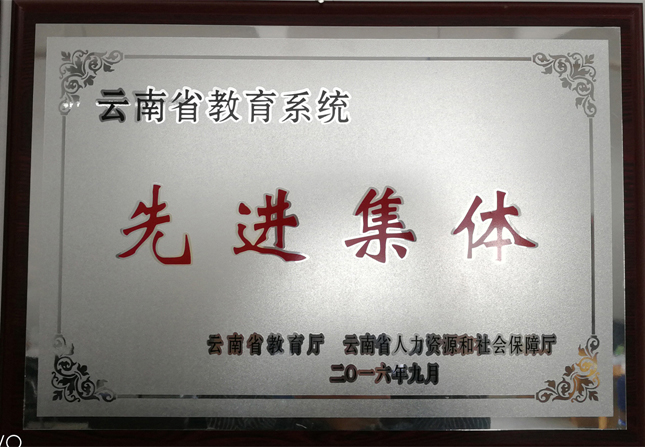 云南省教育系统
先进集体
云南省教育厅 云南省人力资源和社会保障厅
二〇一六年九月